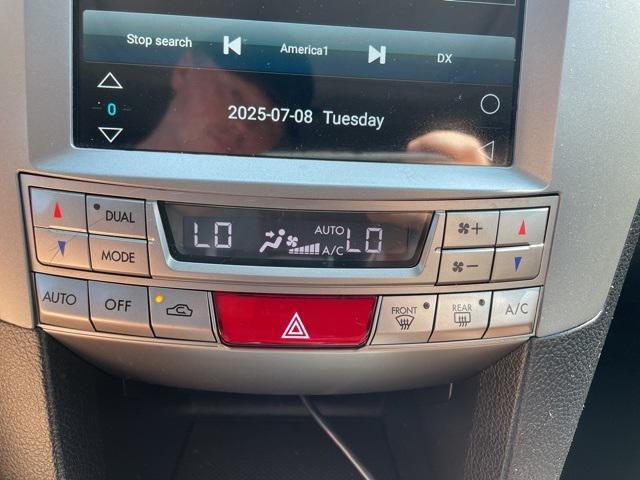 Stop search America1 DX
0
2025-07-08 Tuesday
DUAL
MODE
LO AUTO LO
A/C
AUTO OFF FRONT REAR A/C